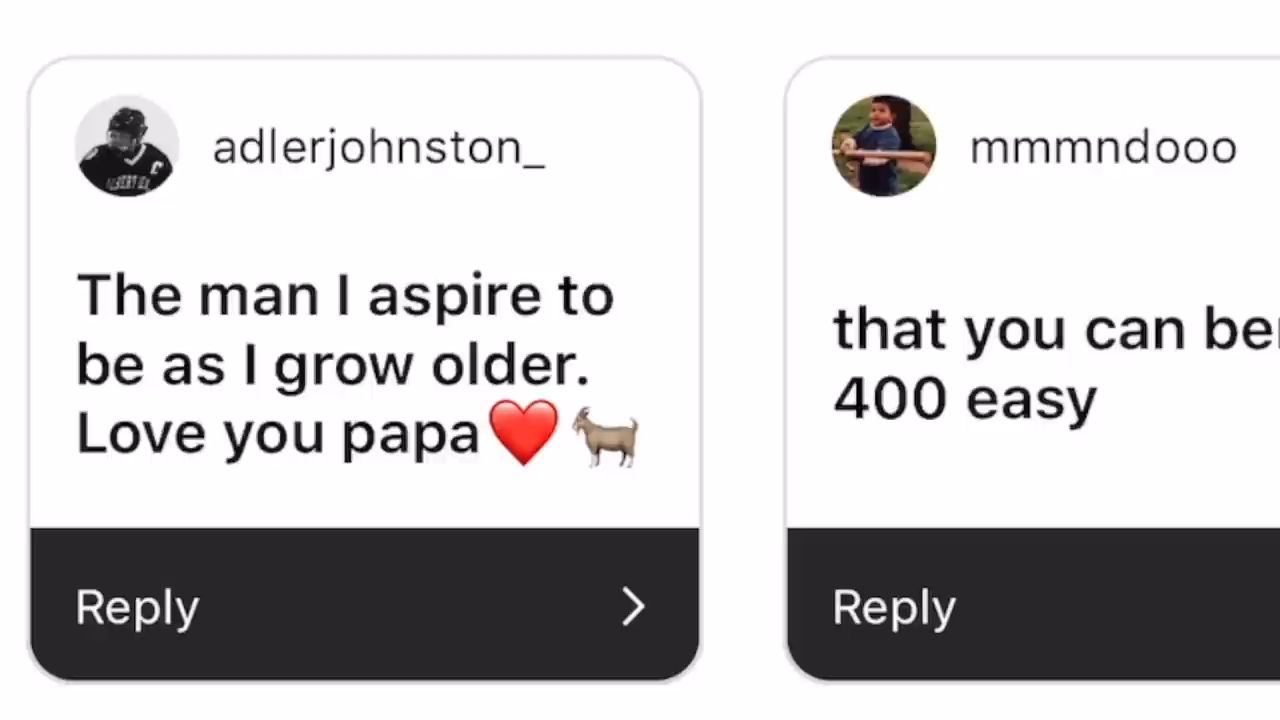 adlerjohnston_
The man I aspire to
be as I grow older.
Love you papa❤️🐐
Reply
mmmndooo
that you can
400 easy
Reply